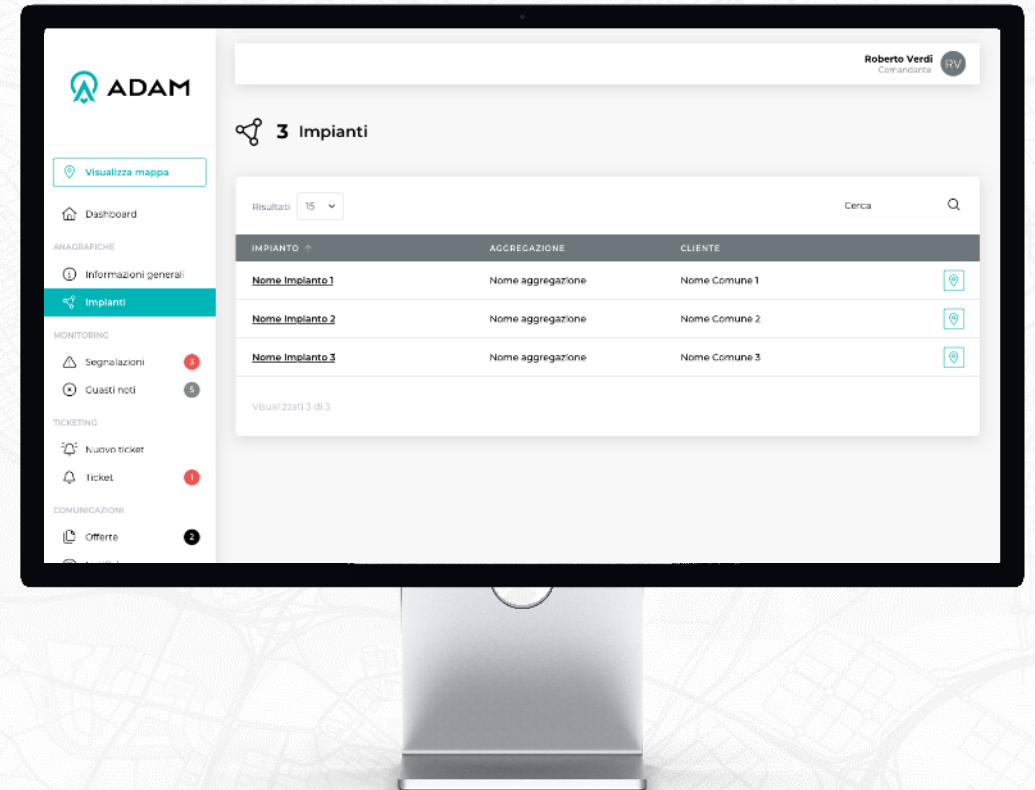 ADAM
Visualizza mappa
Dashboard
ANAGRAFICHE
Informazioni generali
Impianti
MONITORING
Segnalazioni 3
Guasti noti 5
TICKETING
Nuovo ticket
Ticket 1
COMUNICAZIONI
Offerte 2
Roberto Verdi
Comandante
RV
3 Impianti
Risultati 15
Cerca
IMPIANTO ↑ AGGREGAZIONE CLIENTE
Nome Impianto 1 Nome aggregazione Nome Comune 1
Nome Impianto 2 Nome aggregazione Nome Comune 2
Nome Impianto 3 Nome aggregazione Nome Comune 3
Visualizzati 3 di 3